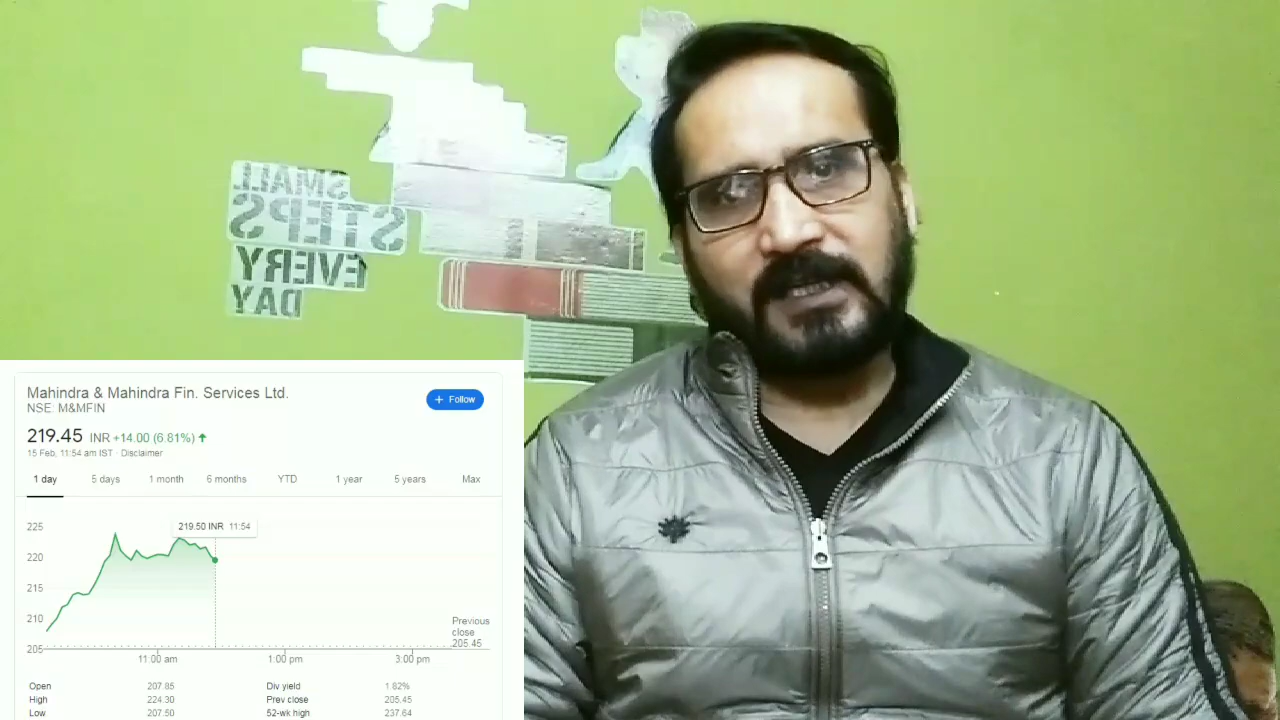 SMALL
STEPS
EVERY
DAY
Mahindra & Mahindra Fin. Services Ltd.
NSE: M&MFIN
+ Follow
219.45 INR +14.00 (6.81%) ↑
15 Feb, 11:54 am IST · Disclaimer
1 day 5 days 1 month 6 months YTD 1 year 5 years Max
219.50 INR 11:54
225
220
215
210
205
Previous
close
205.45
11:00 am 1:00 pm 3:00 pm
Open 207.85 Div yield 1.82%
High 224.30 Prev close 205.45
Low 207.50 52-wk high 237.64